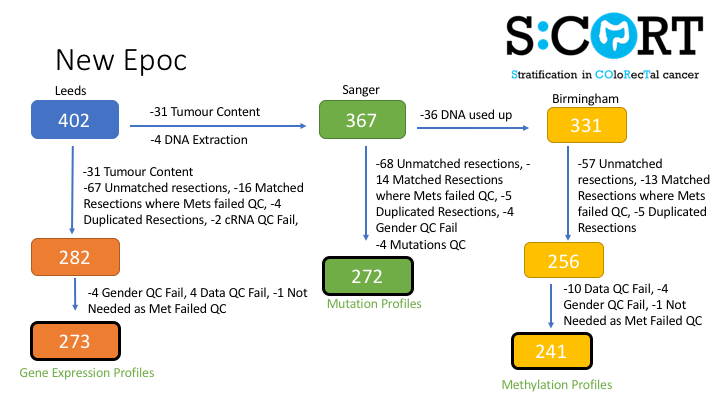 New Epoc
S:CORT
Stratification in COloRecTal cancer
Leeds
402
-31 Tumour Content
-4 DNA Extraction
Sanger
367
-36 DNA used up
Birmingham
331
-31 Tumour Content
-67 Unmatched resections, -16 Matched
Resections where Mets failed QC, -4
Duplicated Resections, -2 cRNA QC Fail,
-68 Unmatched resections, -
14 Matched Resections
where Mets failed QC, -5
Duplicated Resections, -4
Gender QC Fail
-4 Mutations QC
-57 Unmatched
resections, -13 Matched
Resections where Mets
failed QC, -5 Duplicated
Resections
282
272
Mutation Profiles
256
-4 Gender QC Fail, 4 Data QC Fail, -1 Not
Needed as Met Failed QC
-10 Data QC Fail, -4
Gender QC Fail, -1 Not
Needed as Met Failed QC
273
Gene Expression Profiles
241
Methylation Profiles